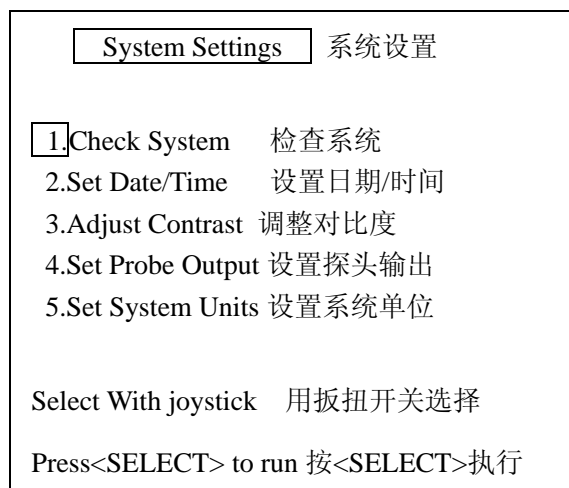 System Settings 系统设置
1.Check System 检查系统
2.Set Date/Time 设置日期/时间
3.Adjust Contrast 调整对比度
4.Set Probe Output 设置探头输出
5.Set System Units 设置系统单位
Select With joystick 用扳扭开关选择
Press<SELECT> to run 按<SELECT>执行